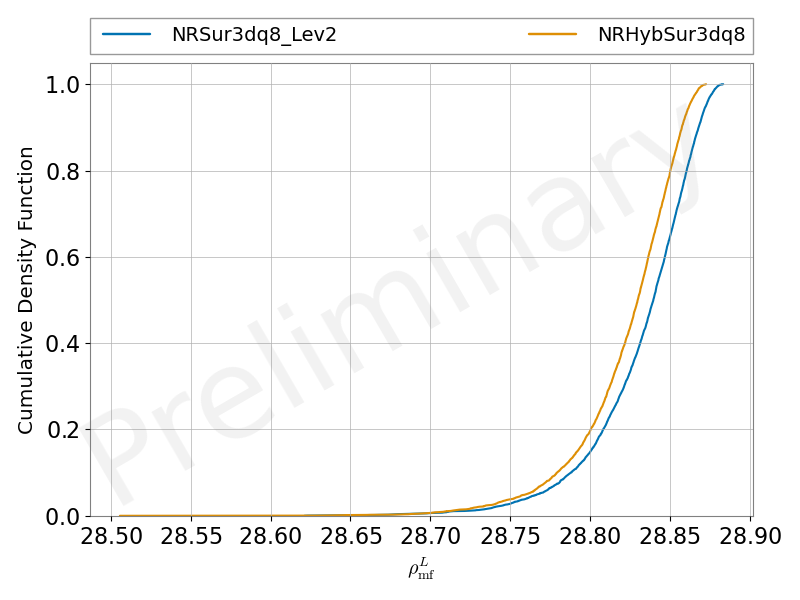 NRSur3dq8_Lev2 NRHybSur3dq8
Cumulative Density Function
1.0
0.8
0.6
0.4
0.2
0.0
Preliminary
28.50 28.55 28.60 28.65 28.70 28.75 28.80 28.85 28.90
ρ_mf^L